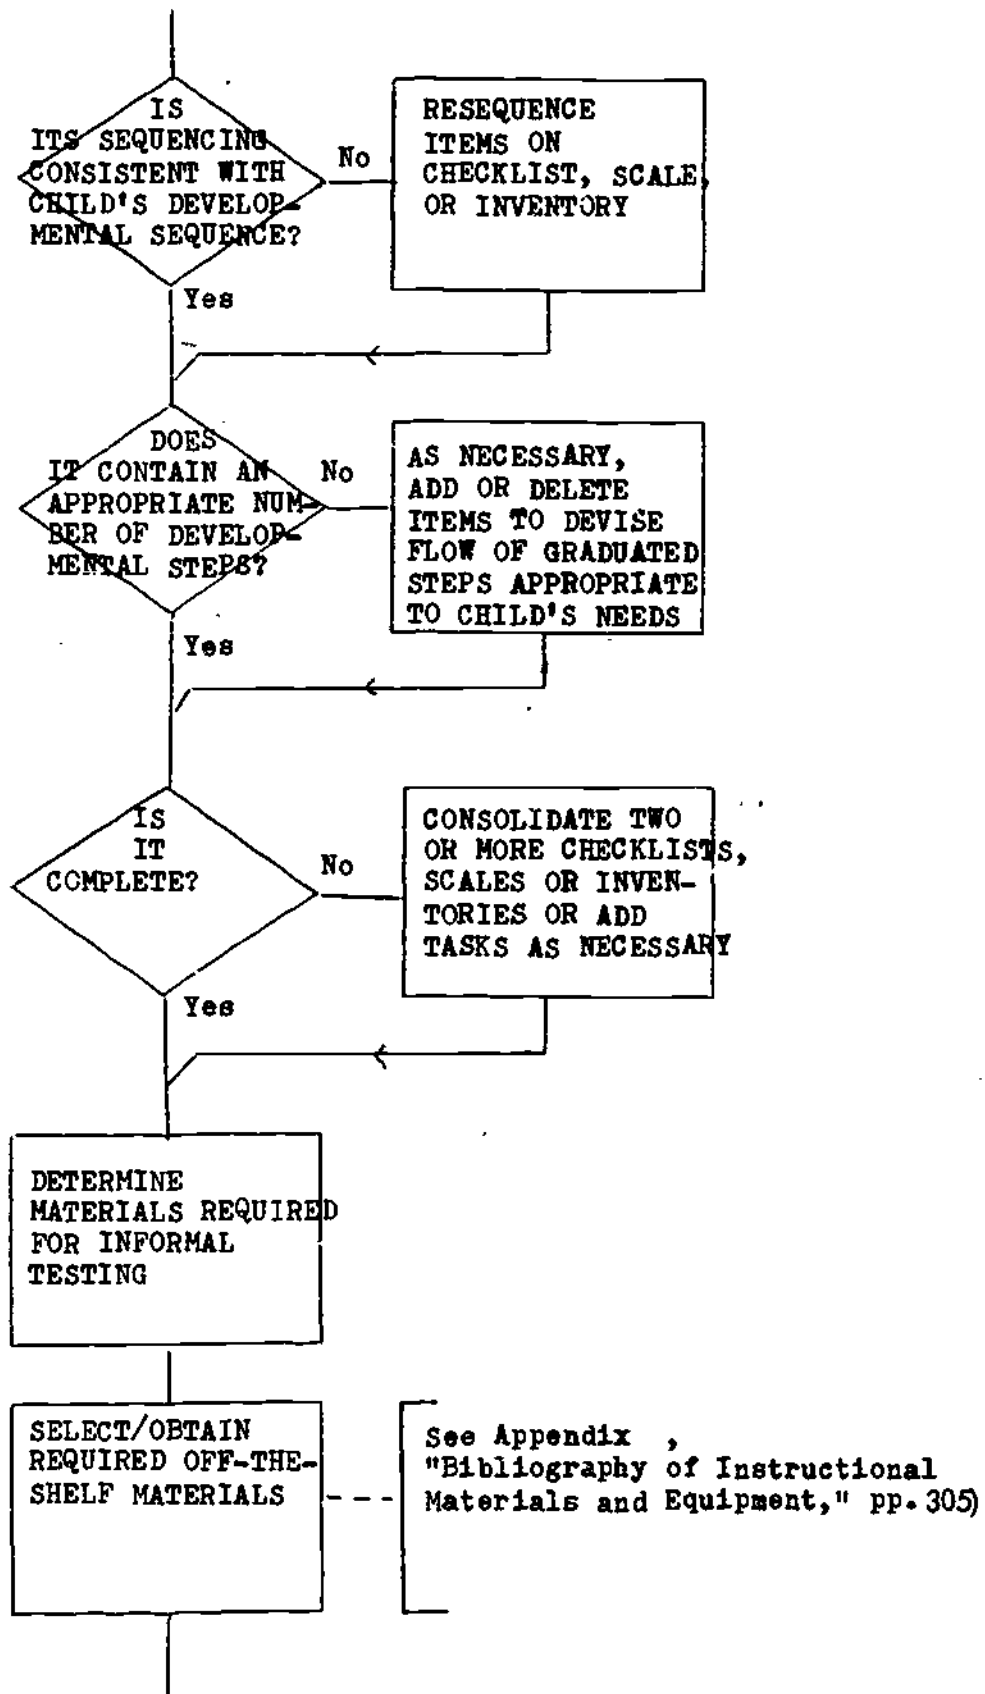 IS
ITS SEQUENCING
CONSISTENT WITH
CHILD'S DEVELOP-
MENTAL SEQUENCE?
No
RESEQUENCE
ITEMS ON
CHECKLIST, SCALE,
OR INVENTORY
Yes
DOES
IT CONTAIN AN
APPROPRIATE NUM-
BER OF DEVELOP-
MENTAL STEPS?
No
AS NECESSARY,
ADD OR DELETE
ITEMS TO DEVISE
FLOW OF GRADUATED
STEPS APPROPRIATE
TO CHILD'S NEEDS
Yes
IS
IT
COMPLETE?
No
CONSOLIDATE TWO
OR MORE CHECKLISTS,
SCALES OR INVEN-
TORIES OR ADD
TASKS AS NECESSARY
Yes
DETERMINE
MATERIALS REQUIRED
FOR INFORMAL
TESTING
SELECT/OBTAIN
REQUIRED OFF-THE-
SHELF MATERIALS
See Appendix ,
"Bibliography of Instructional
Materials and Equipment," pp. 305)